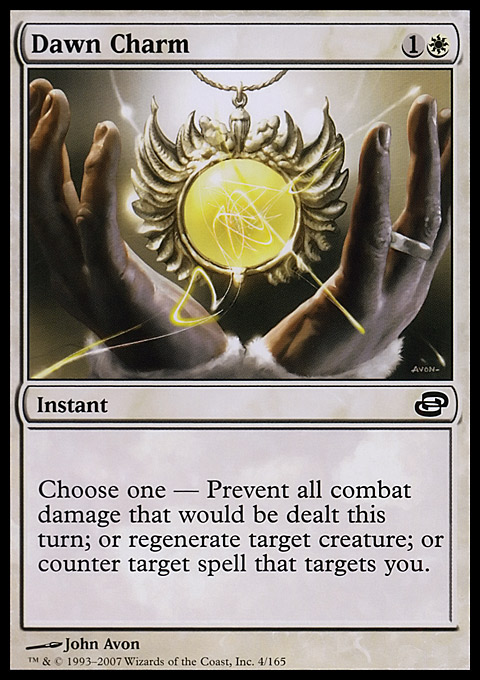 Dawn Charm 1
AVON-
Instant
Choose one — Prevent all combat
damage that would be dealt this
turn; or regenerate target creature; or
counter target spell that targets you.
John Avon
™ & © 1993–2007 Wizards of the Coast, Inc. 4/165